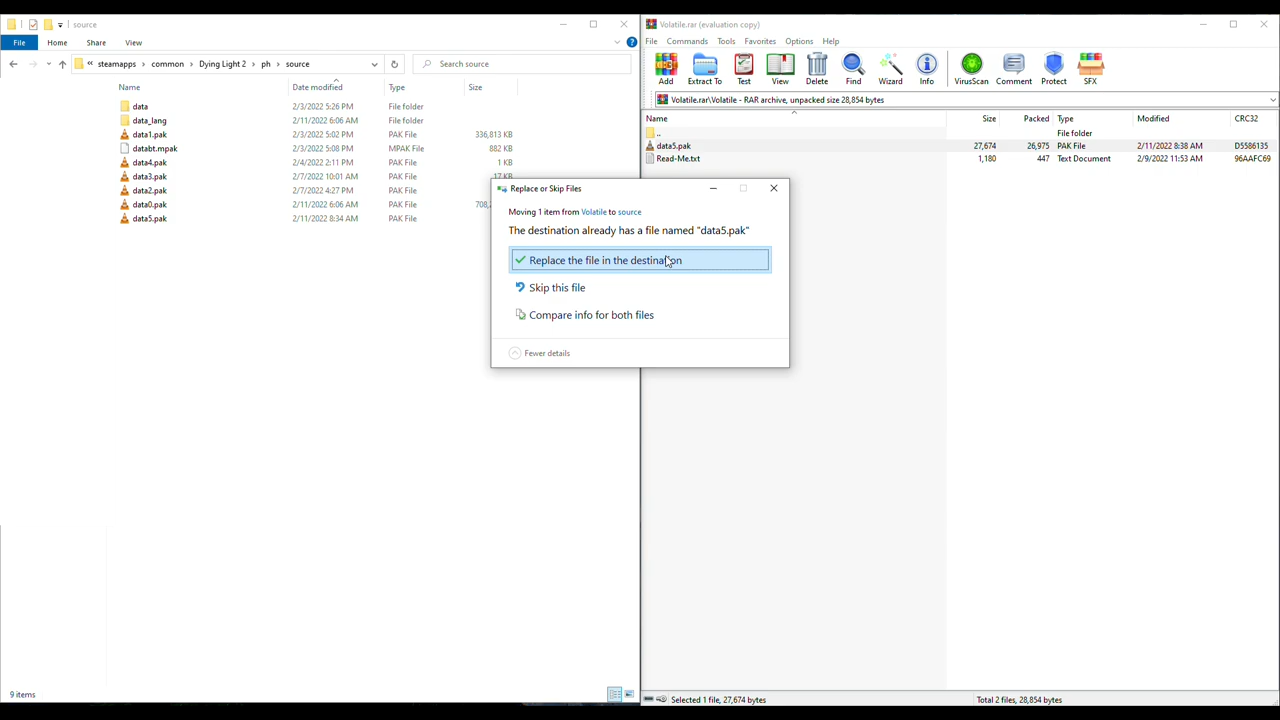 source
File
Home
Share
View
« steamapps › common › Dying Light 2 › ph › source
Search source
Name
Date modified
Type
Size
data
2/3/2022 5:26 PM
File folder
data_lang
2/11/2022 6:06 AM
File folder
data1.pak
2/3/2022 5:02 PM
PAK File
336,813 KB
databt.mpak
2/3/2022 5:08 PM
MPAK File
882 KB
data4.pak
2/4/2022 2:11 PM
PAK File
1 KB
data3.pak
2/7/2022 10:01 AM
PAK File
17 KB
data2.pak
2/7/2022 4:27 PM
PAK File
data0.pak
2/11/2022 6:06 AM
PAK File
708,
data5.pak
2/11/2022 8:34 AM
PAK File
9 items
Volatile.rar (evaluation copy)
File Commands Tools Favorites Options Help
Add
Extract To
Test
View
Delete
Find
Wizard
Info
VirusScan
Comment
Protect
SFX
Volatile.rar\Volatile - RAR archive, unpacked size 28,854 bytes
Name
Size
Packed
Type
Modified
CRC32
..
File folder
data5.pak
27,674
26,975
PAK File
2/11/2022 8:38 AM
D5586135
Read-Me.txt
1,180
447
Text Document
2/9/2022 11:53 AM
96AAFC69
Replace or Skip Files
Moving 1 item from Volatile to source
The destination already has a file named "data5.pak"
Replace the file in the destination
Skip this file
Compare info for both files
Fewer details
Selected 1 file, 27,674 bytes
Total 2 files, 28,854 bytes